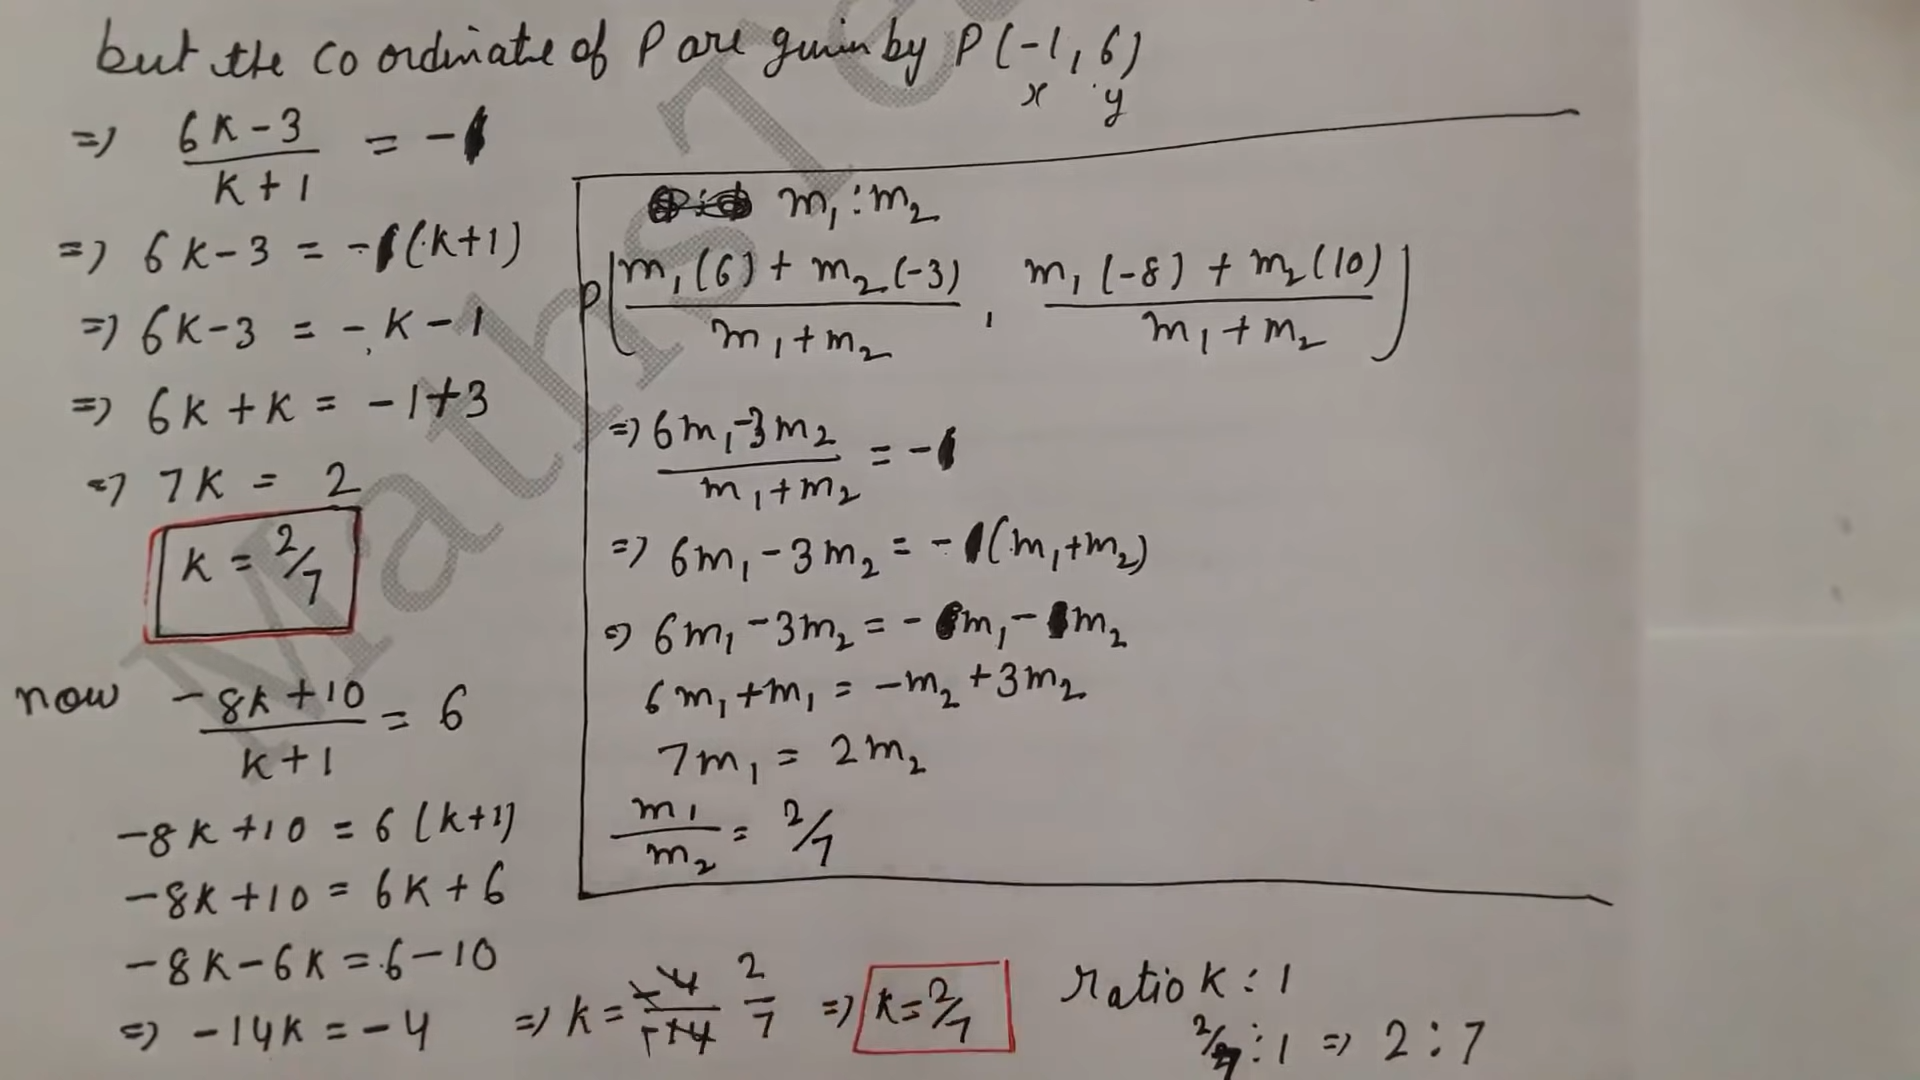 but the coordinate of P are given by P(-1, 6)
x y
=> 6K-3 / K+1 = -1
=> 6K-3 = -1(K+1)
=> 6K-3 = -K-1
=> 6K+K = -1+3
=> 7K = 2
K = 2/7
now -8K+10 / K+1 = 6
-8K+10 = 6(K+1)
-8K+10 = 6K+6
-8K-6K = 6-10
=> -14K = -4 => K = -4/-14 2/7 => K = 2/7
m₁ : m₂
P( m₁(6) + m₂(-3) / m₁+m₂ , m₁(-8) + m₂(10) / m₁+m₂ )
=> 6m₁-3m₂ / m₁+m₂ = -1
=> 6m₁-3m₂ = -1(m₁+m₂)
=> 6m₁-3m₂ = -m₁-m₂
6m₁+m₁ = -m₂+3m₂
7m₁ = 2m₂
m₁/m₂ = 2/7
ratio K : 1
2/7 : 1 => 2 : 7